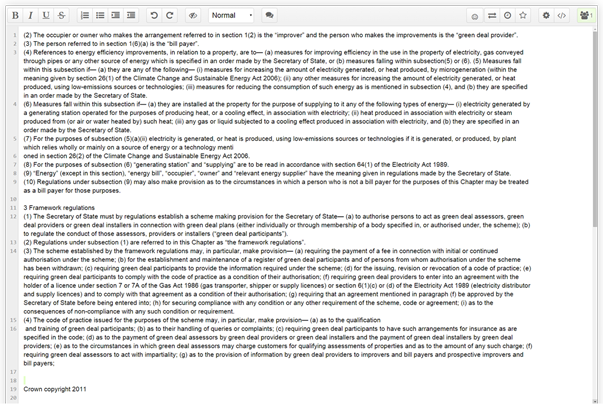 B I U S Normal 1
1 (2) The occupier or owner who makes the arrangement referred to in section 1(2) is the "improver" and the person who makes the improvements is the "green deal provider".
2 (3) The person referred to in section 1(6)(a) is the "bill payer".
3 (4) References to energy efficiency improvements, in relation to a property, are to— (a) measures for improving efficiency in the use in the property of electricity, gas conveyed
through pipes or any other source of energy which is specified in an order made by the Secretary of State, or (b) measures falling within subsection(5) or (6). (5) Measures fall
within this subsection if— (a) they are any of the following— (i) measures for increasing the amount of electricity generated, or heat produced, by microgeneration (within the
meaning given by section 26(1) of the Climate Change and Sustainable Energy Act 2006); (ii) any other measures for increasing the amount of electricity generated, or heat
produced, using low-emissions sources or technologies; (iii) measures for reducing the consumption of such energy as is mentioned in subsection (4), and (b) they are specified
in an order made by the Secretary of State.
4 (6) Measures fall within this subsection if— (a) they are installed at the property for the purpose of supplying to it any of the following types of energy— (i) electricity generated by
a generating station operated for the purposes of producing heat, or a cooling effect, in association with electricity; (ii) heat produced in association with electricity or steam
produced from (or air or water heated by) such heat; (iii) any gas or liquid subjected to a cooling effect produced in association with electricity, and (b) they are specified in an
order made by the Secretary of State.
5 (7) For the purposes of subsection (5)(a)(ii) electricity is generated, or heat is produced, using low-emissions sources or technologies if it is generated, or produced, by plant
which relies wholly or mainly on a source of energy or a technology menti
6 oned in section 26(2) of the Climate Change and Sustainable Energy Act 2006.
7 (8) For the purposes of subsection (6) "generating station" and "supplying" are to be read in accordance with section 64(1) of the Electricity Act 1989.
8 (9) "Energy" (except in this section), "energy bill", "occupier", "owner" and "relevant energy supplier" have the meaning given in regulations made by the Secretary of State.
9 (10) Regulations under subsection (9) may also make provision as to the circumstances in which a person who is not a bill payer for the purposes of this Chapter may be treated
as a bill payer for those purposes.
10
11 3 Framework regulations
12 (1) The Secretary of State must by regulations establish a scheme making provision for the Secretary of State— (a) to authorise persons to act as green deal assessors, green
deal providers or green deal installers in connection with green deal plans (either individually or through membership of a body specified in, or authorised under, the scheme); (b)
to regulate the conduct of those assessors, providers or installers ("green deal participants").
13 (2) Regulations under subsection (1) are referred to in this Chapter as "the framework regulations".
14 (3) The scheme established by the framework regulations may, in particular, make provision— (a) requiring the payment of a fee in connection with initial or continued
authorisation under the scheme; (b) for the establishment and maintenance of a register of green deal participants and of persons from whom authorisation under the scheme
has been withdrawn; (c) requiring green deal participants to provide the information required under the scheme; (d) for the issuing, revision or revocation of a code of practice; (e)
requiring green deal participants to comply with the code of practice as a condition of their authorisation; (f) requiring green deal providers to enter into an agreement with the
holder of a licence under section 7 or 7A of the Gas Act 1986 (gas transporter, shipper or supply licences) or section 6(1)(c) or (d) of the Electricity Act 1989 (electricity distributor
and supply licences) and to comply with that agreement as a condition of their authorisation; (g) requiring that an agreement mentioned in paragraph (f) be approved by the
Secretary of State before being entered into; (h) for securing compliance with any condition or any other requirement of the scheme, code or agreement; (i) as to the
consequences of non-compliance with any such condition or requirement.
15 (4) The code of practice issued for the purposes of the scheme may, in particular, make provision— (a) as to the qualification
16 and training of green deal participants; (b) as to their handling of queries or complaints; (c) requiring green deal participants to have such arrangements for insurance as are
specified in the code; (d) as to the payment of green deal assessors by green deal providers or green deal installers and the payment of green deal installers by green deal
providers; (e) as to the circumstances in which green deal assessors may charge customers for qualifying assessments of properties and as to the amount of any such charge; (f)
requiring green deal assessors to act with impartiality; (g) as to the provision of information by green deal providers to improvers and bill payers and prospective improvers and
bill payers;
17
18
19 Crown copyright 2011
20